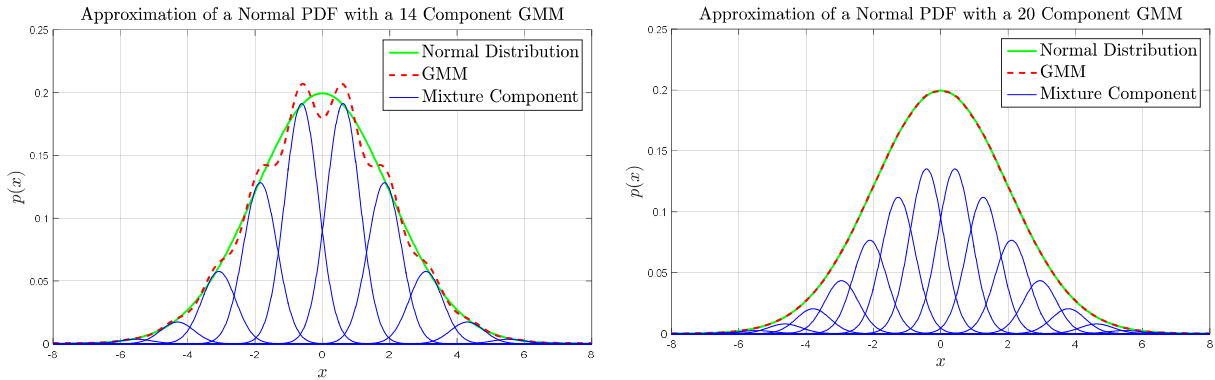 Approximation of a Normal PDF with a 14 Component GMM
0.25
0.2
0.15
0.1
0.05
0
-8 -6 -4 -2 0 2 4 6 8
p(x)
x
Normal Distribution
GMM
Mixture Component
Approximation of a Normal PDF with a 20 Component GMM
0.25
0.2
0.15
0.1
0.05
0
-8 -6 -4 -2 0 2 4 6 8
p(x)
x
Normal Distribution
GMM
Mixture Component